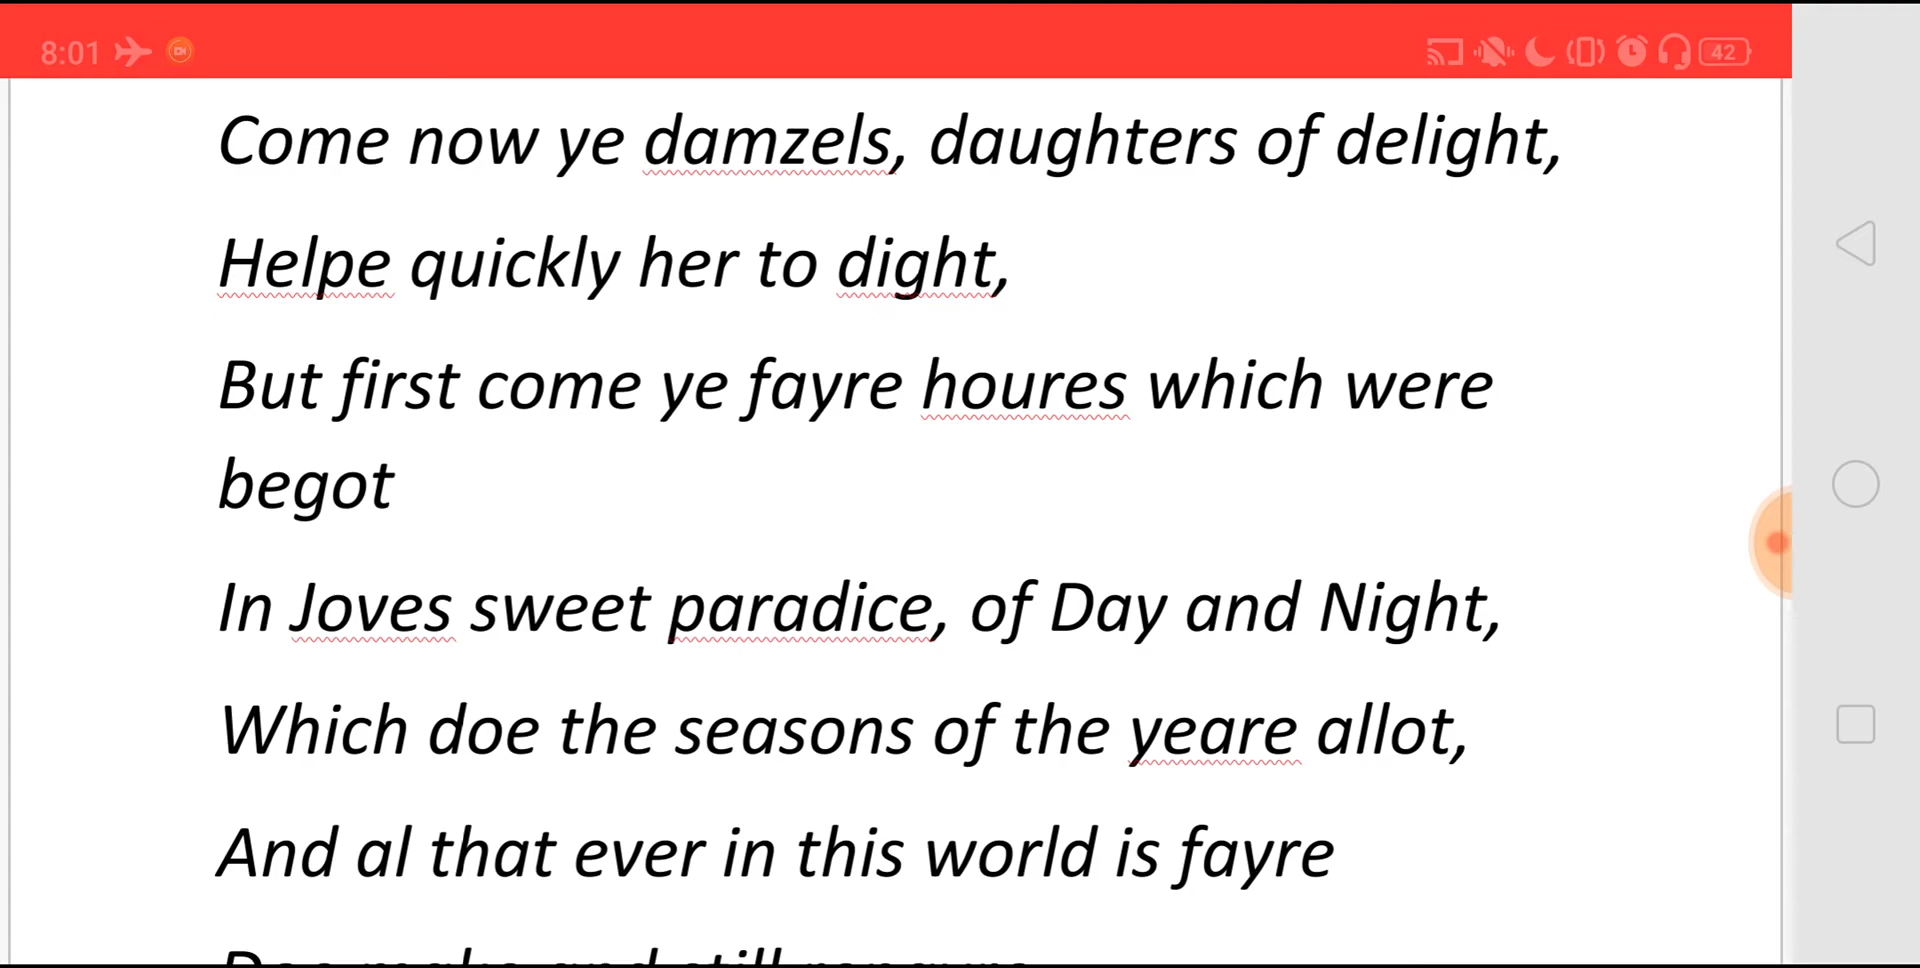 8:01
42
Come now ye damzels, daughters of delight,
Helpe quickly her to dight,
But first come ye fayre houres which were
begot
In Joves sweet paradice, of Day and Night,
Which doe the seasons of the yeare allot,
And al that ever in this world is fayre